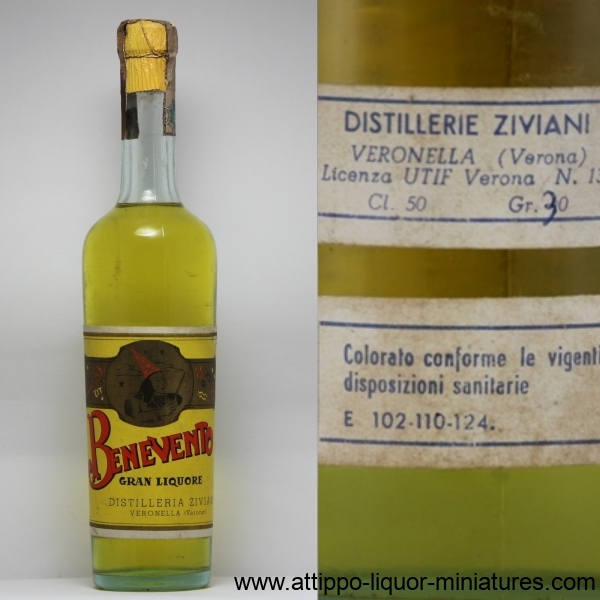 BENEVENTO
GRAN LIQUORE
DISTILLERIA ZIVIA
VERONELLA (Verona)
DISTILLERIE ZIVIANI
VERONELLA (Verona)
Licenza UTIF Verona N. 13
Cl. 50 Gr. 30
Colorato conforme le vigenti
disposizioni sanitarie
E 102-110-124.
www.attippo-liquor-miniatures.com